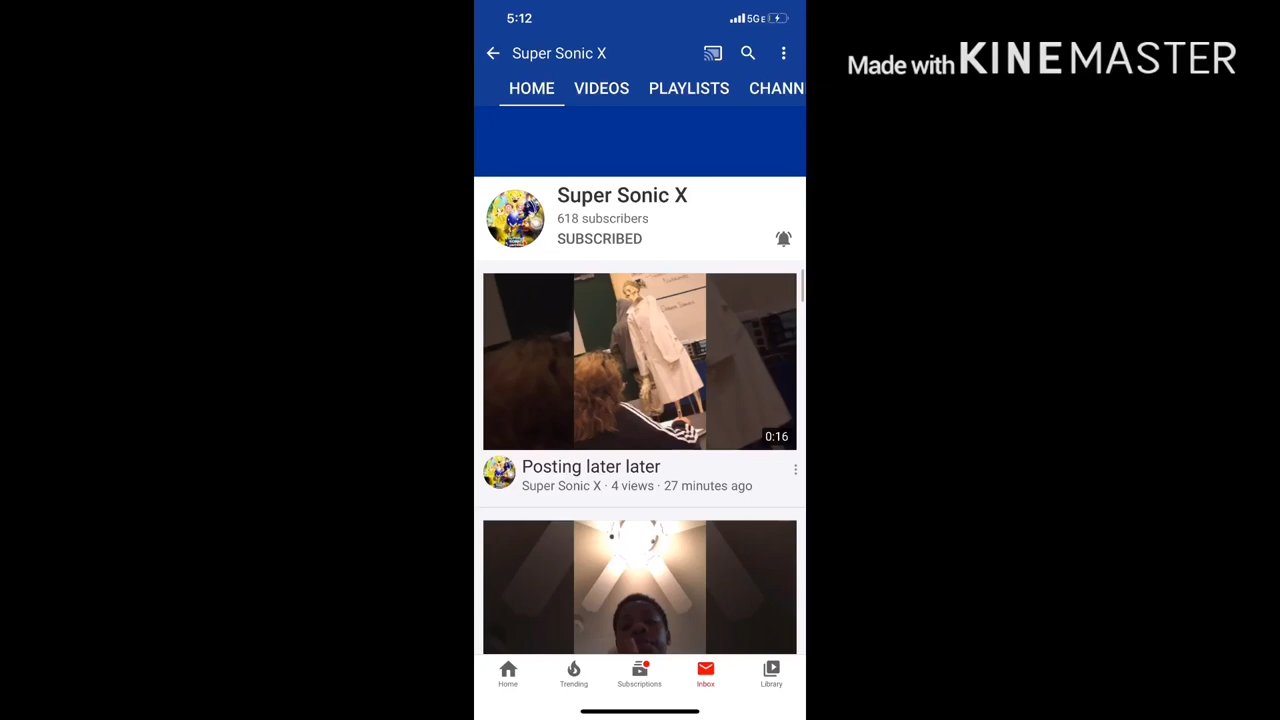 5:12
5GE
Super Sonic X
HOME VIDEOS PLAYLISTS CHANN
Super Sonic X
618 subscribers
SUBSCRIBED
0:16
Posting later later
Super Sonic X · 4 views · 27 minutes ago
Home Trending Subscriptions Inbox Library
Made with KINEMASTER